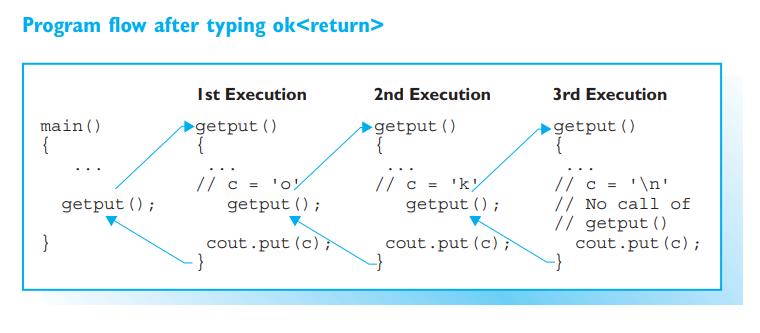 Program flow after typing ok<return>
1st Execution 2nd Execution 3rd Execution
main() getput() getput() getput()
{ { { {
... ... ... ...
// c = 'o' // c = 'k' // c = '\n'
getput(); getput(); getput(); // No call of
// getput()
} cout.put(c); cout.put(c); cout.put(c);
} } }